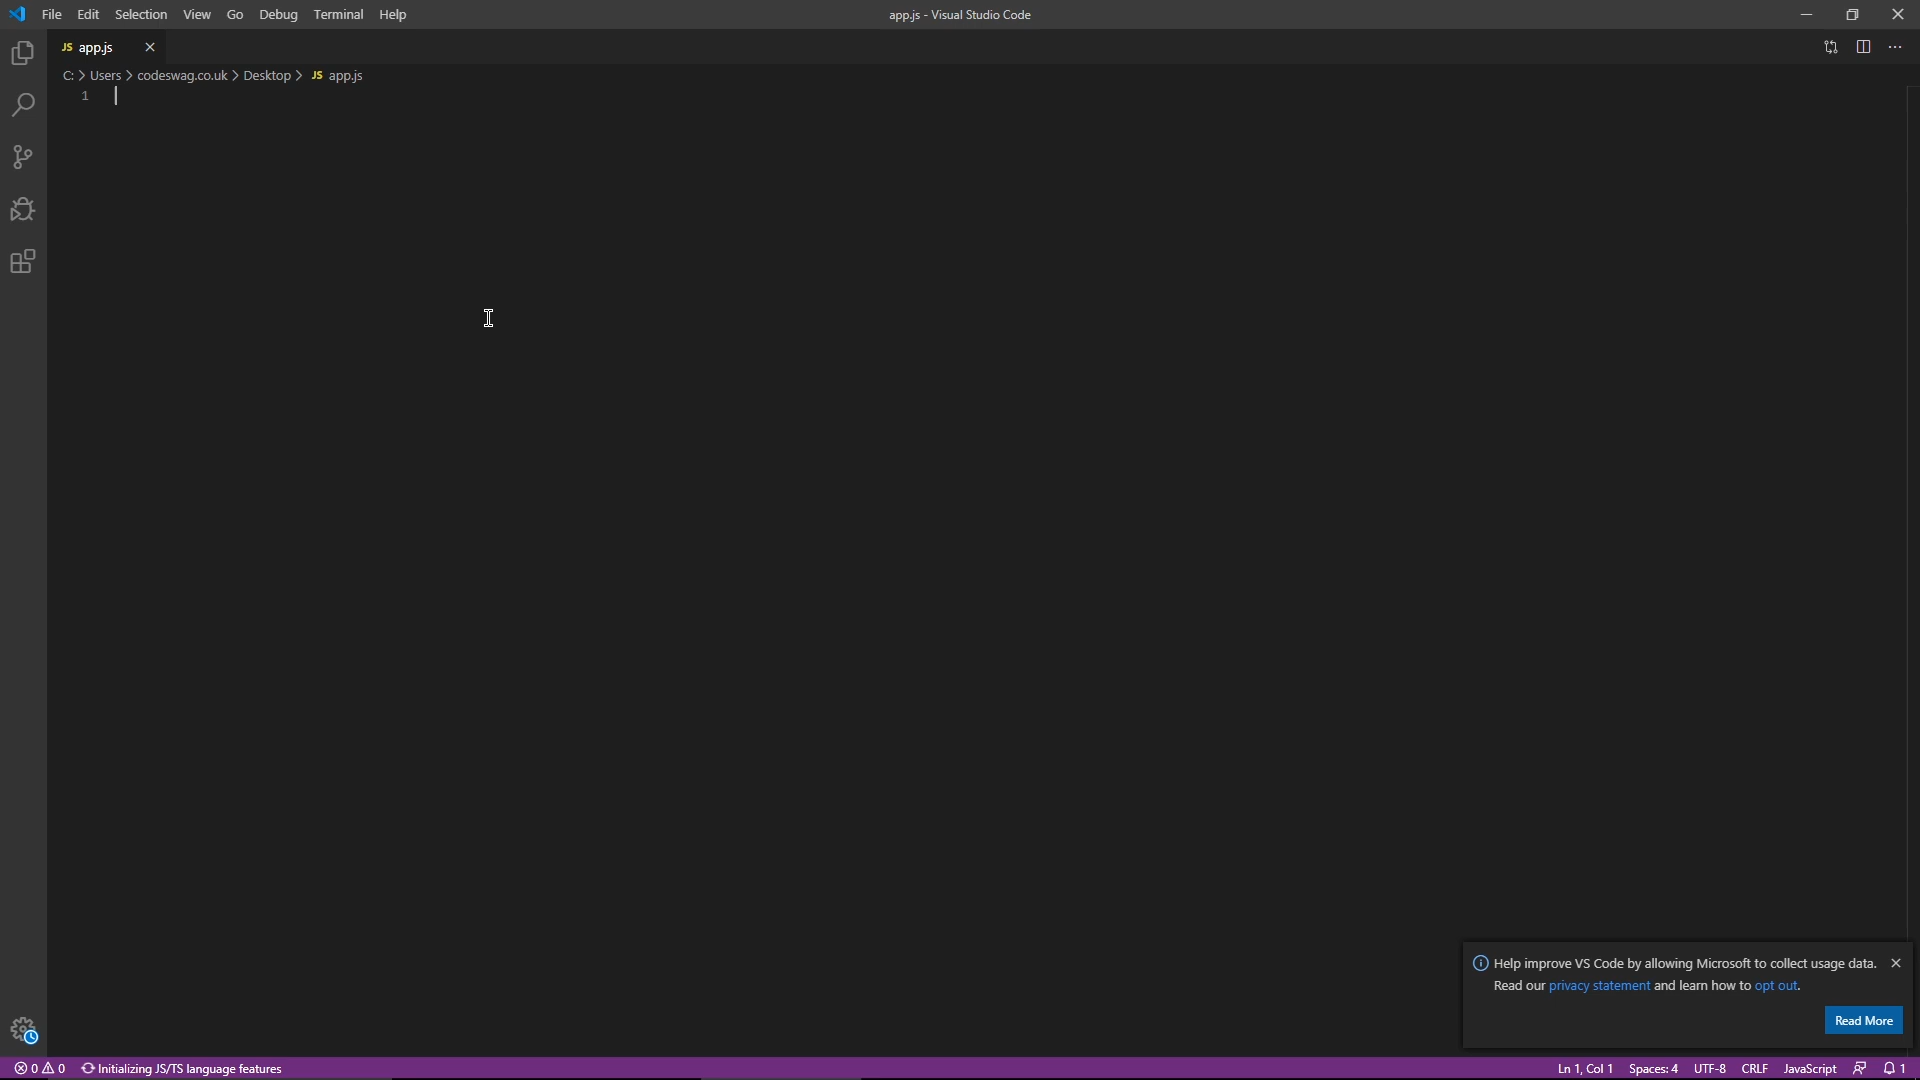 File Edit Selection View Go Debug Terminal Help app.js - Visual Studio Code
JS app.js
C: > Users > codeswag.co.uk > Desktop > JS app.js
1
Help improve VS Code by allowing Microsoft to collect usage data.
Read our privacy statement and learn how to opt out.
Read More
0 0 Initializing JS/TS language features Ln 1, Col 1 Spaces: 4 UTF-8 CRLF JavaScript 1